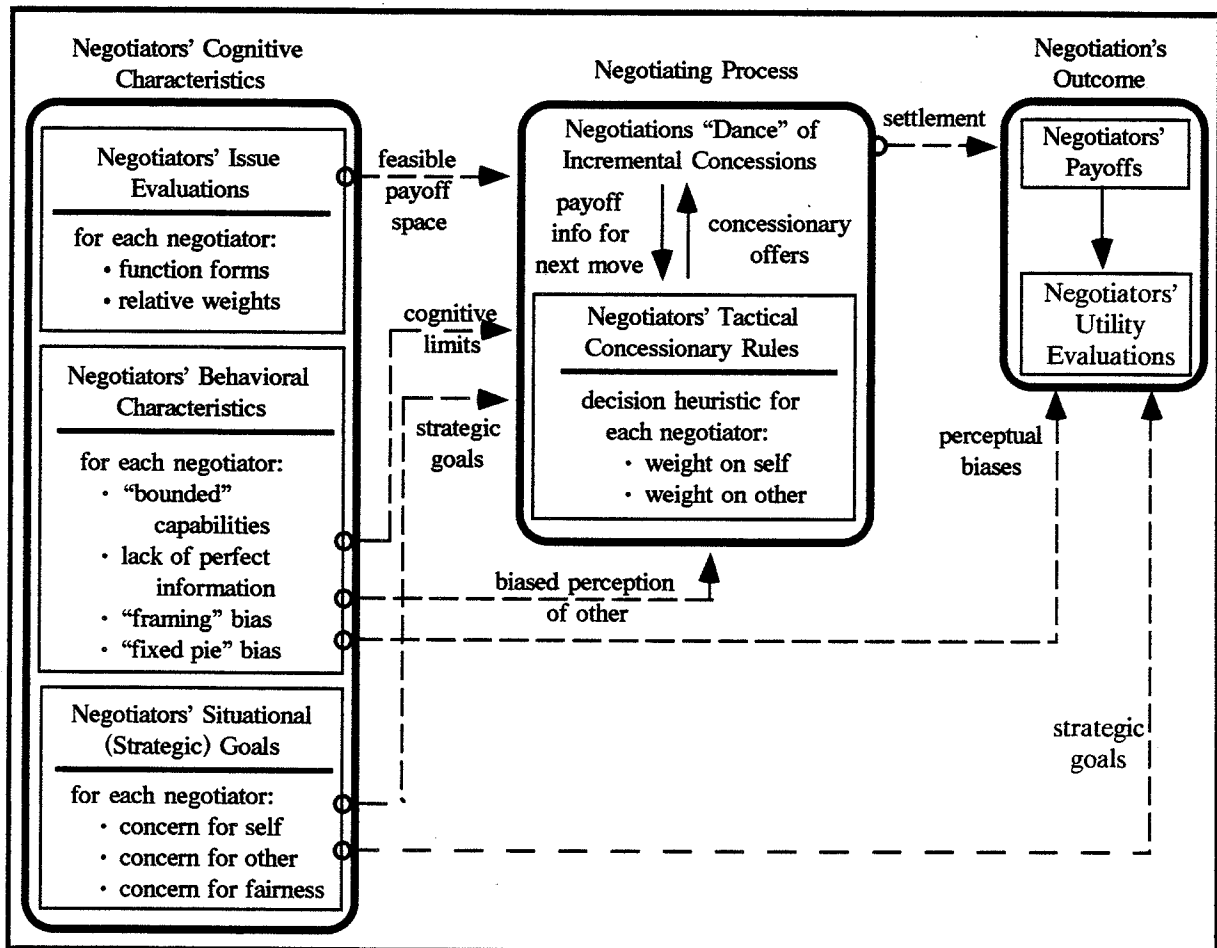 Negotiators' Cognitive
Characteristics
Negotiators' Issue
Evaluations
for each negotiator:
• function forms
• relative weights
Negotiators' Behavioral
Characteristics
for each negotiator:
· "bounded"
capabilities
· lack of perfect
information
· "framing" bias
· "fixed pie" bias
Negotiators' Situational
(Strategic) Goals
for each negotiator:
· concern for self
· concern for other
· concern for fairness
feasible
payoff
space
cognitive
limits
strategic
goals
biased perception
of other
Negotiating Process
Negotiations "Dance" of
Incremental Concessions
payoff
info for
next move
concessionary
offers
Negotiators' Tactical
Concessionary Rules
decision heuristic for
each negotiator:
· weight on self
· weight on other
settlement
perceptual
biases
strategic
goals
Negotiation's
Outcome
Negotiators'
Payoffs
Negotiators'
Utility
Evaluations